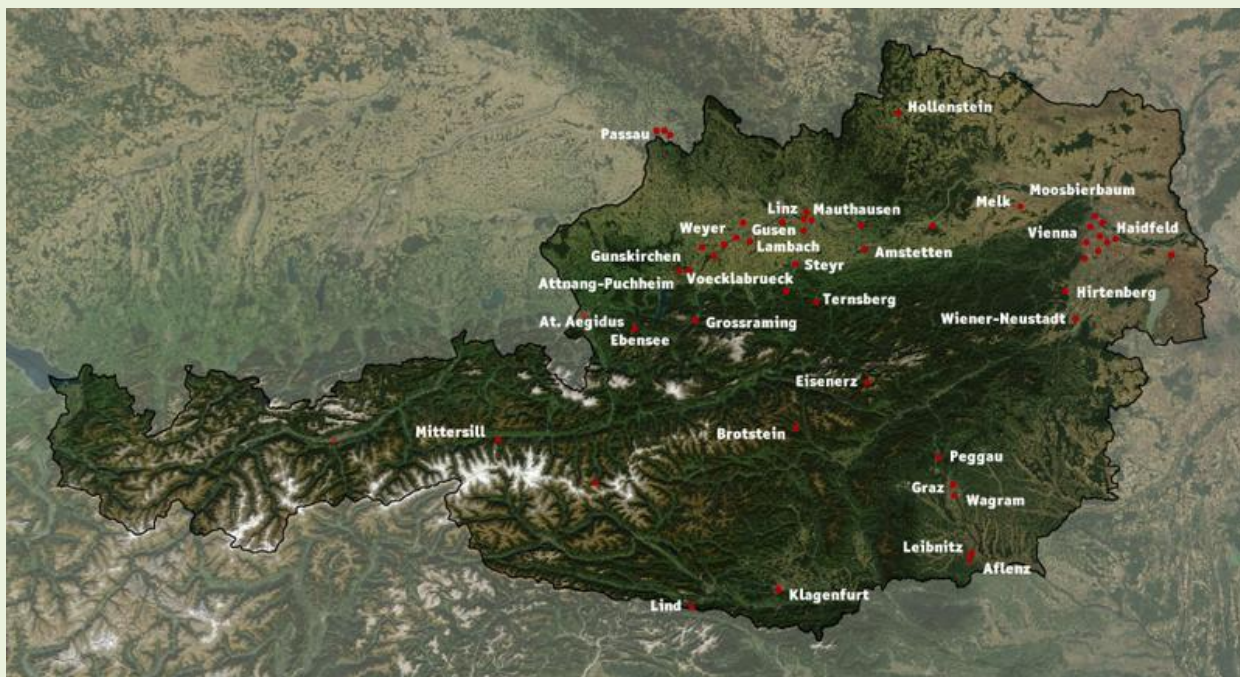 Hollenstein
Passau
Moosbierbaum
Melk
Linz
Mauthausen
Weyer
Gusen
Vienna
Haidfeld
Lambach
Gunskirchen
Amstetten
Steyr
Attnang-Puchheim
Voecklabrueck
Hirtenberg
Ternsberg
At. Aegidus
Grossraming
Wiener-Neustadt
Ebensee
Eisenerz
Mittersill
Brotstein
Peggau
Graz
Wagram
Leibnitz
Aflenz
Klagenfurt
Lind